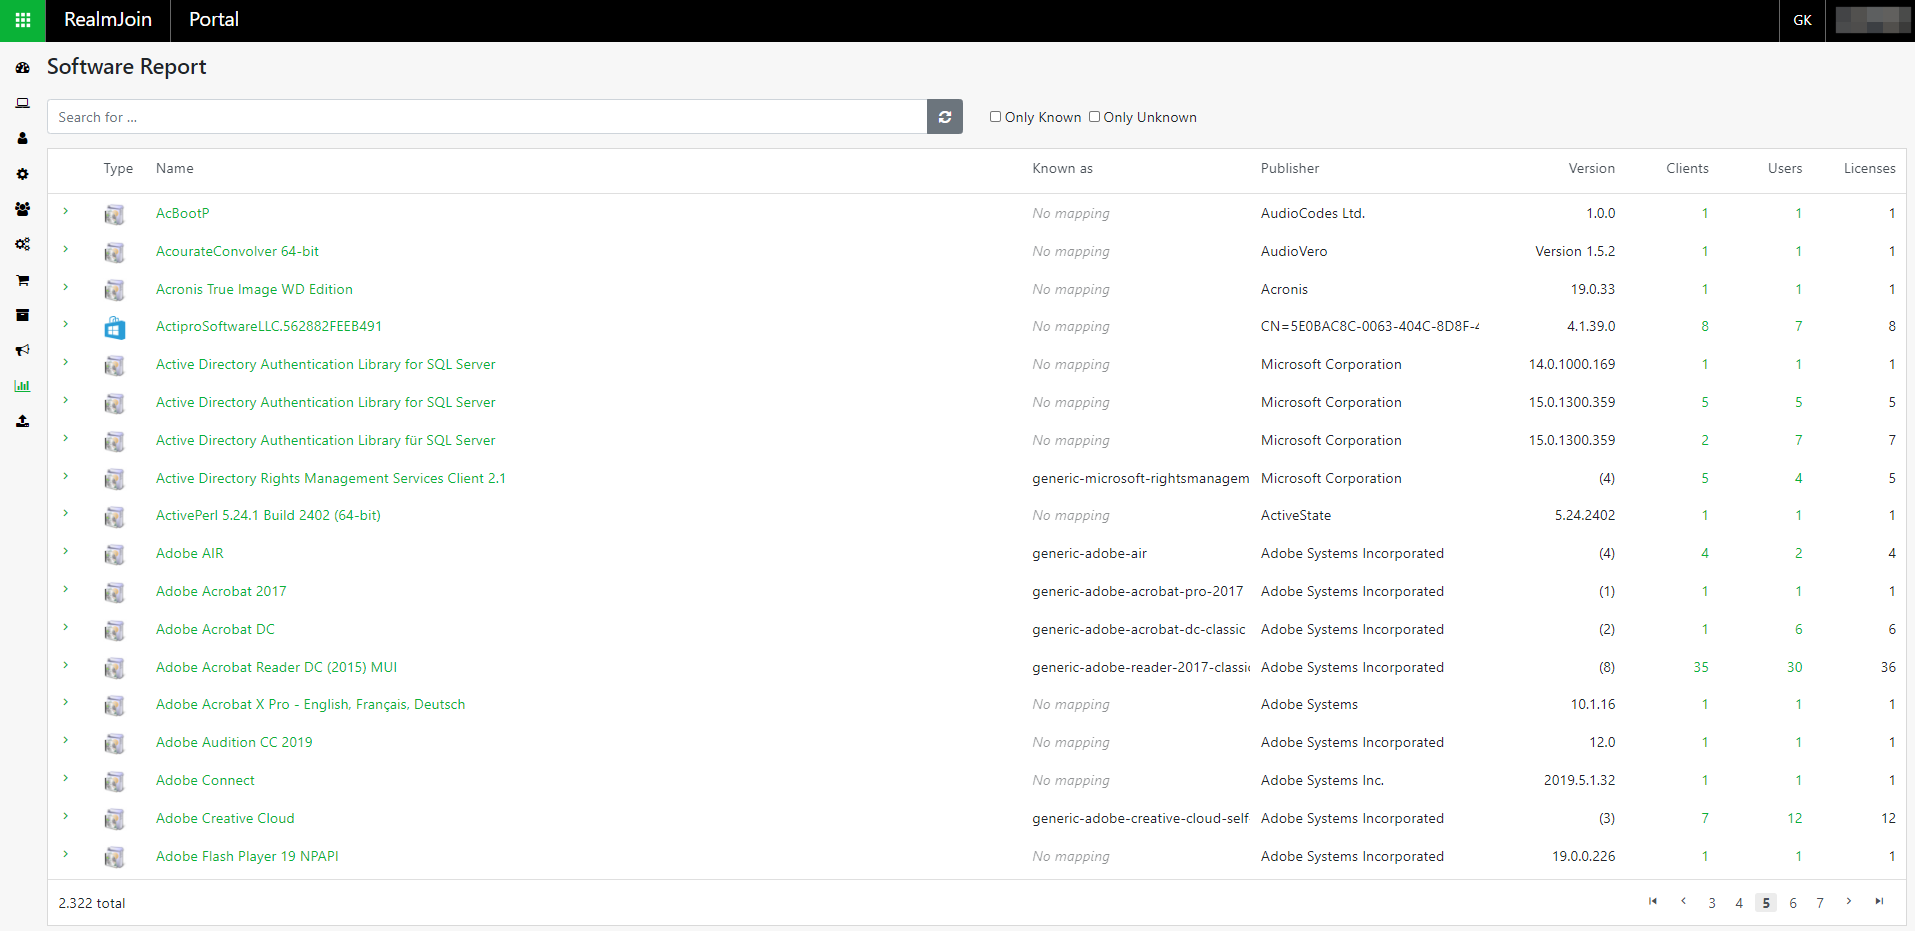 RealmJoin Portal GK
Software Report
Search for ... Only Known Only Unknown
Type Name Known as Publisher Version Clients Users Licenses
AcBootP No mapping AudioCodes Ltd. 1.0.0 1 1 1
AcourateConvolver 64-bit No mapping AudioVero Version 1.5.2 1 1 1
Acronis True Image WD Edition No mapping Acronis 19.0.33 1 1 1
ActiproSoftwareLLC.562882FEEB491 No mapping CN=5E0BAC8C-0063-404C-8D8F-4 4.1.39.0 8 7 8
Active Directory Authentication Library for SQL Server No mapping Microsoft Corporation 14.0.1000.169 1 1 1
Active Directory Authentication Library for SQL Server No mapping Microsoft Corporation 15.0.1300.359 5 5 5
Active Directory Authentication Library für SQL Server No mapping Microsoft Corporation 15.0.1300.359 2 7 7
Active Directory Rights Management Services Client 2.1 generic-microsoft-rightsmanagem Microsoft Corporation (4) 5 4 5
ActivePerl 5.24.1 Build 2402 (64-bit) No mapping ActiveState 5.24.2402 1 1 1
Adobe AIR generic-adobe-air Adobe Systems Incorporated (4) 4 2 4
Adobe Acrobat 2017 generic-adobe-acrobat-pro-2017 Adobe Systems Incorporated (1) 1 1 1
Adobe Acrobat DC generic-adobe-acrobat-dc-classic Adobe Systems Incorporated (2) 1 6 6
Adobe Acrobat Reader DC (2015) MUI generic-adobe-reader-2017-classic Adobe Systems Incorporated (8) 35 30 36
Adobe Acrobat X Pro - English, Français, Deutsch No mapping Adobe Systems 10.1.16 1 1 1
Adobe Audition CC 2019 No mapping Adobe Systems Incorporated 12.0 1 1 1
Adobe Connect No mapping Adobe Systems Inc. 2019.5.1.32 1 1 1
Adobe Creative Cloud generic-adobe-creative-cloud-self Adobe Systems Incorporated (3) 7 12 12
Adobe Flash Player 19 NPAPI No mapping Adobe Systems Incorporated 19.0.0.226 1 1 1
2.322 total 3 4 5 6 7